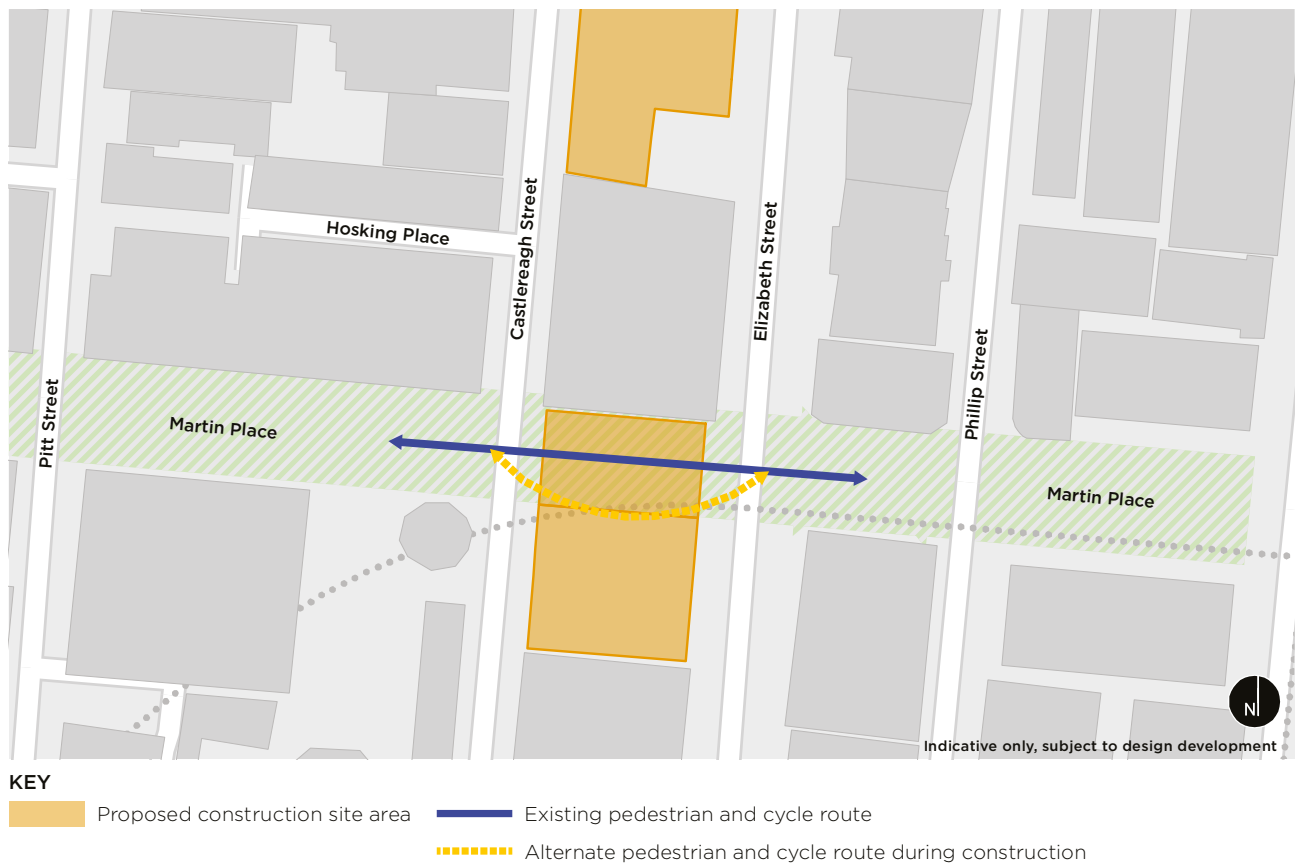 Hosking Place
Castlereagh Street
Elizabeth Street
Phillip Street
Pitt Street
Martin Place
Martin Place
N
Indicative only, subject to design development
KEY
Proposed construction site area
Existing pedestrian and cycle route
Alternate pedestrian and cycle route during construction